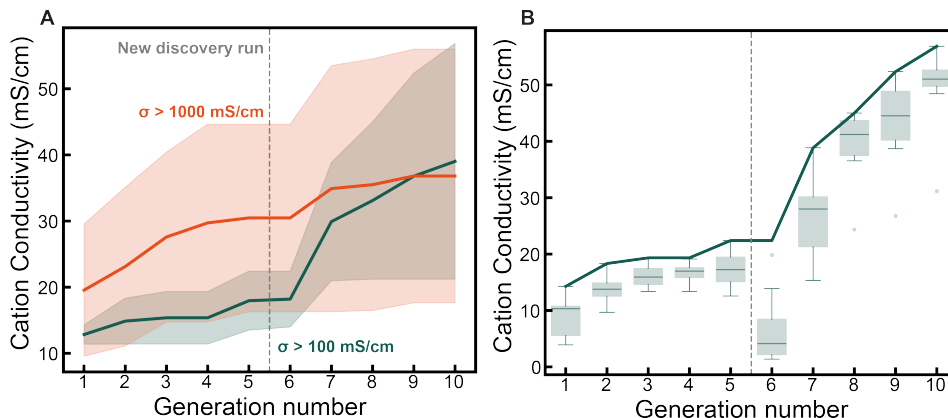 A
New discovery run
σ > 1000 mS/cm
σ > 100 mS/cm
Cation Conductivity (mS/cm)
50
40
30
20
10
1 2 3 4 5 6 7 8 9 10
Generation number
B
Cation Conductivity (mS/cm)
50
40
30
20
10
0
1 2 3 4 5 6 7 8 9 10
Generation number